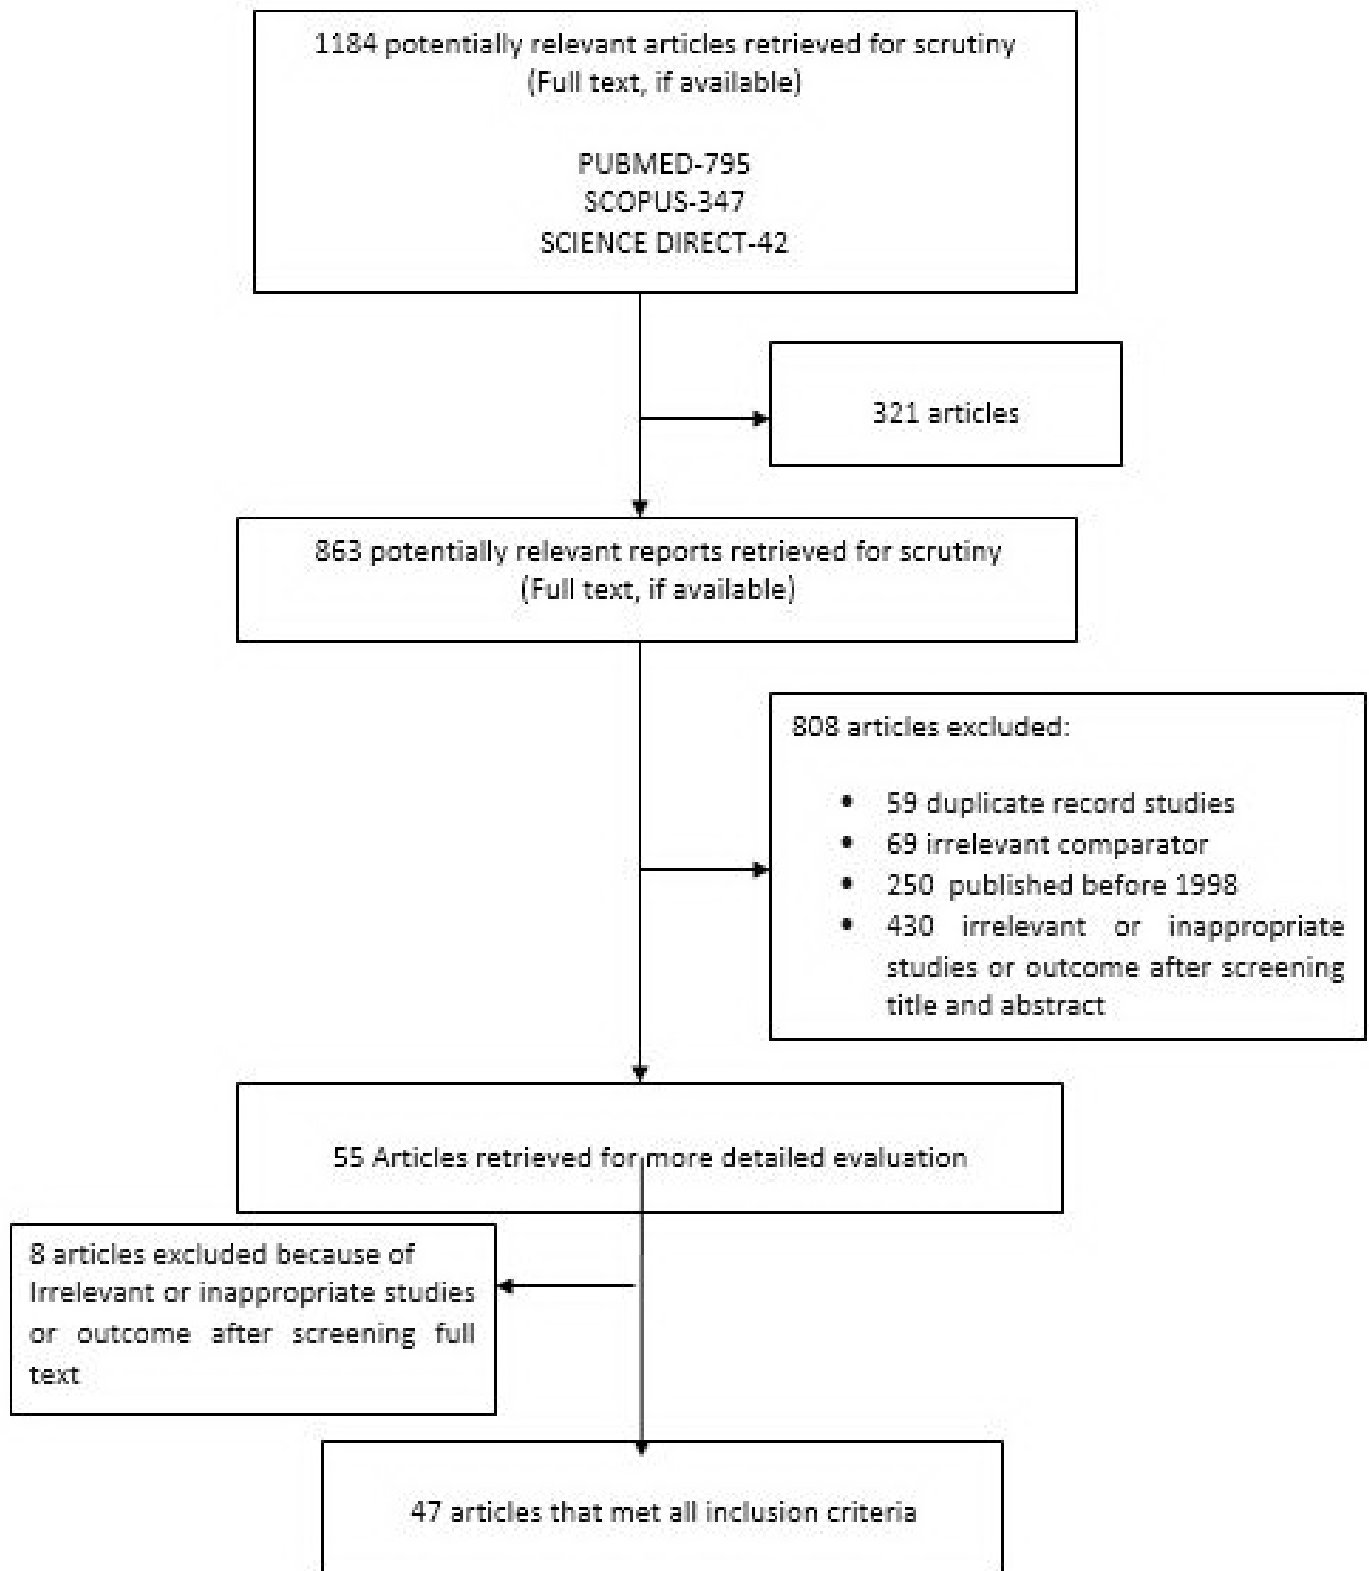 1184 potentially relevant articles retrieved for scrutiny
(Full text, if available)
PUBMED-795
SCOPUS-347
SCIENCE DIRECT-42
321 articles
863 potentially relevant reports retrieved for scrutiny
(Full text, if available)
808 articles excluded:
• 59 duplicate record studies
• 69 irrelevant comparator
• 250 published before 1998
• 430 irrelevant or inappropriate
studies or outcome after screening
title and abstract
55 Articles retrieved for more detailed evaluation
8 articles excluded because of
Irrelevant or inappropriate studies
or outcome after screening full
text
47 articles that met all inclusion criteria